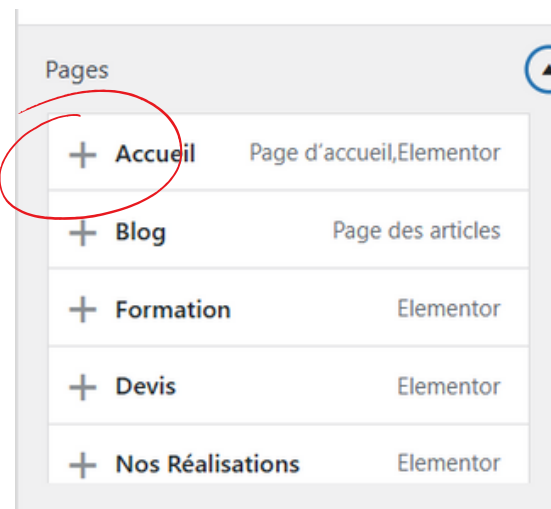 Pages
Accueil Page d'accueil,Elementor
Blog Page des articles
Formation Elementor
Devis Elementor
Nos Réalisations Elementor